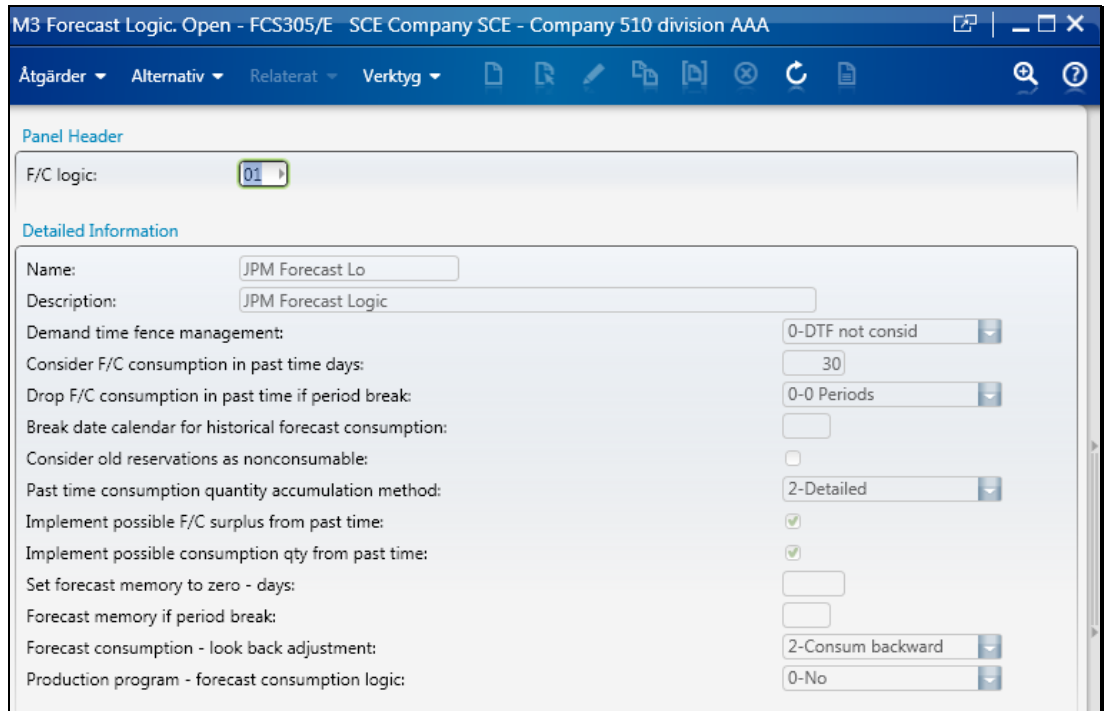 M3 Forecast Logic. Open - FCS305/E SCE Company SCE - Company 510 division AAA
Åtgärder Alternativ Relaterat Verktyg
Panel Header
F/C logic: 01
Detailed Information
Name: JPM Forecast Lo
Description: JPM Forecast Logic
Demand time fence management: 0-DTF not consid
Consider F/C consumption in past time days: 30
Drop F/C consumption in past time if period break: 0-0 Periods
Break date calendar for historical forecast consumption:
Consider old reservations as nonconsumable:
Past time consumption quantity accumulation method: 2-Detailed
Implement possible F/C surplus from past time:
Implement possible consumption qty from past time:
Set forecast memory to zero - days:
Forecast memory if period break:
Forecast consumption - look back adjustment: 2-Consum backward
Production program - forecast consumption logic: 0-No